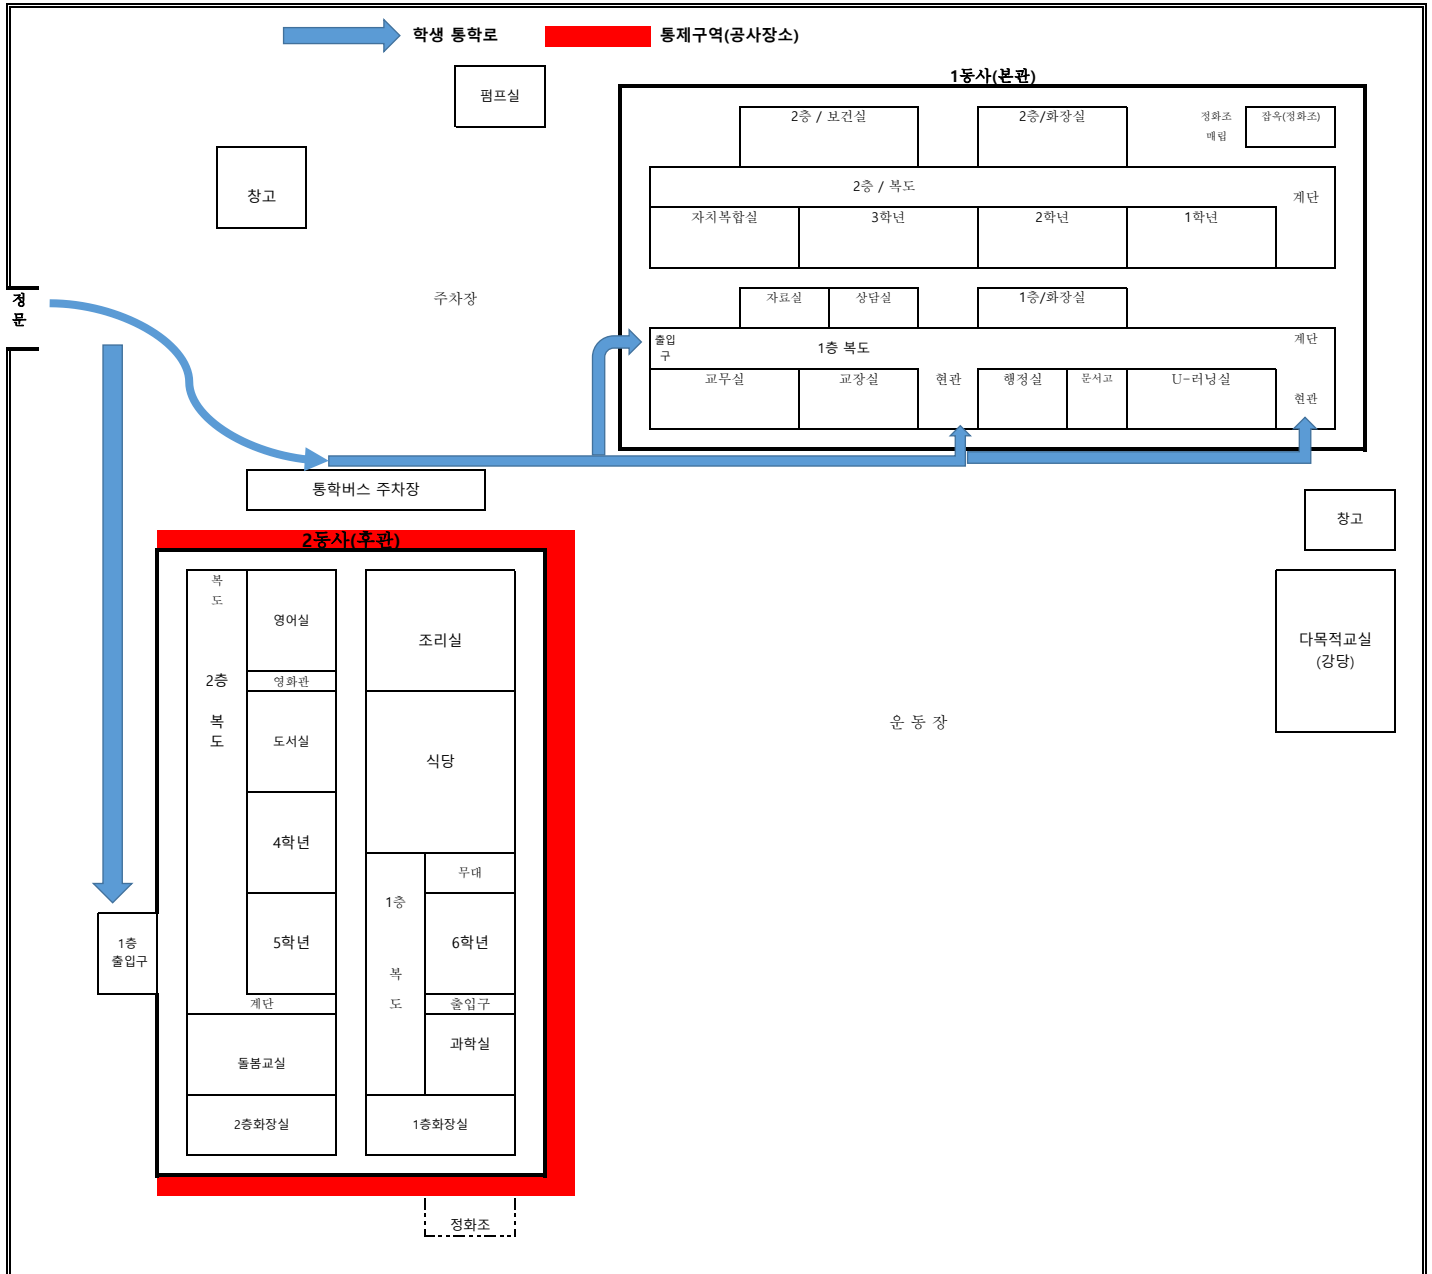 학생 통학로
통제구역(공사장소)
1동사(본관)
펌프실
2층 / 보건실
2층/화장실
정화조
매립
잡옥(정화조)
창고
2층 / 복도
계단
자치복합실
3학년
2학년
1학년
정
문
주차장
자료실
상담실
1층/화장실
출입
구
1층 복도
계단
교무실
교장실
현관
행정실
문서고
U-러닝실
현관
통학버스 주차장
창고
2동사(후관)
복
도
영어실
조리실
다목적교실
(강당)
2층
영화관
복
도
도서실
식당
운 동 장
4학년
무대
1층
5학년
6학년
1층
출입구
복
도
계단
출입구
과학실
돌봄교실
2층화장실
1층화장실
정화조